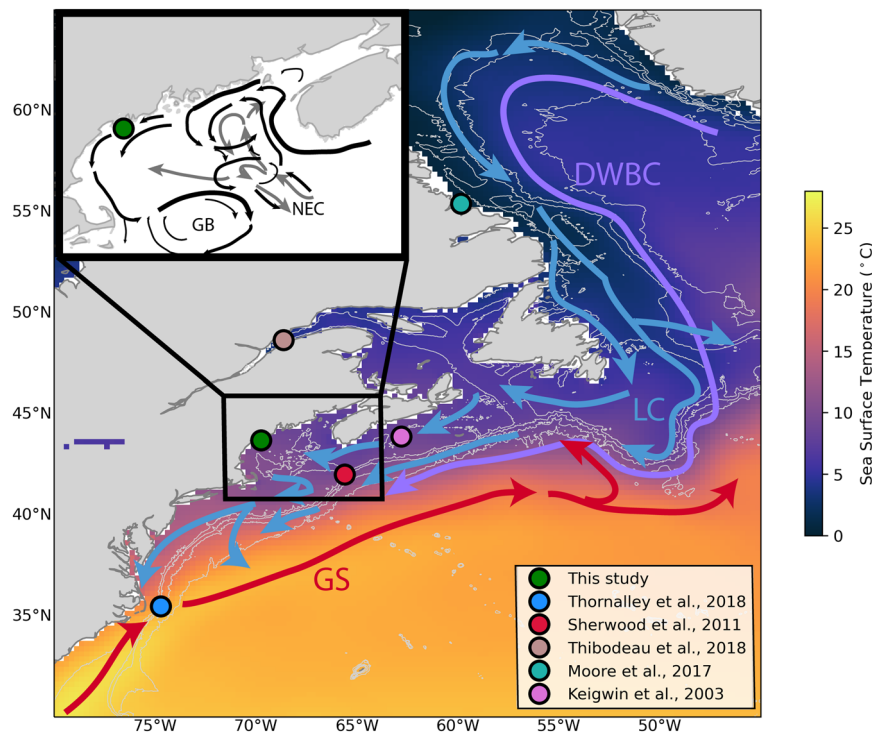 60°N
55°N
50°N
45°N
40°N
35°N
75°W
70°W
65°W
60°W
55°W
50°W
GB
NEC
DWBC
LC
GS
This study
Thornalley et al., 2018
Sherwood et al., 2011
Thibodeau et al., 2018
Moore et al., 2017
Keigwin et al., 2003
25
20
15
10
5
0
Sea Surface Temperature (°C)